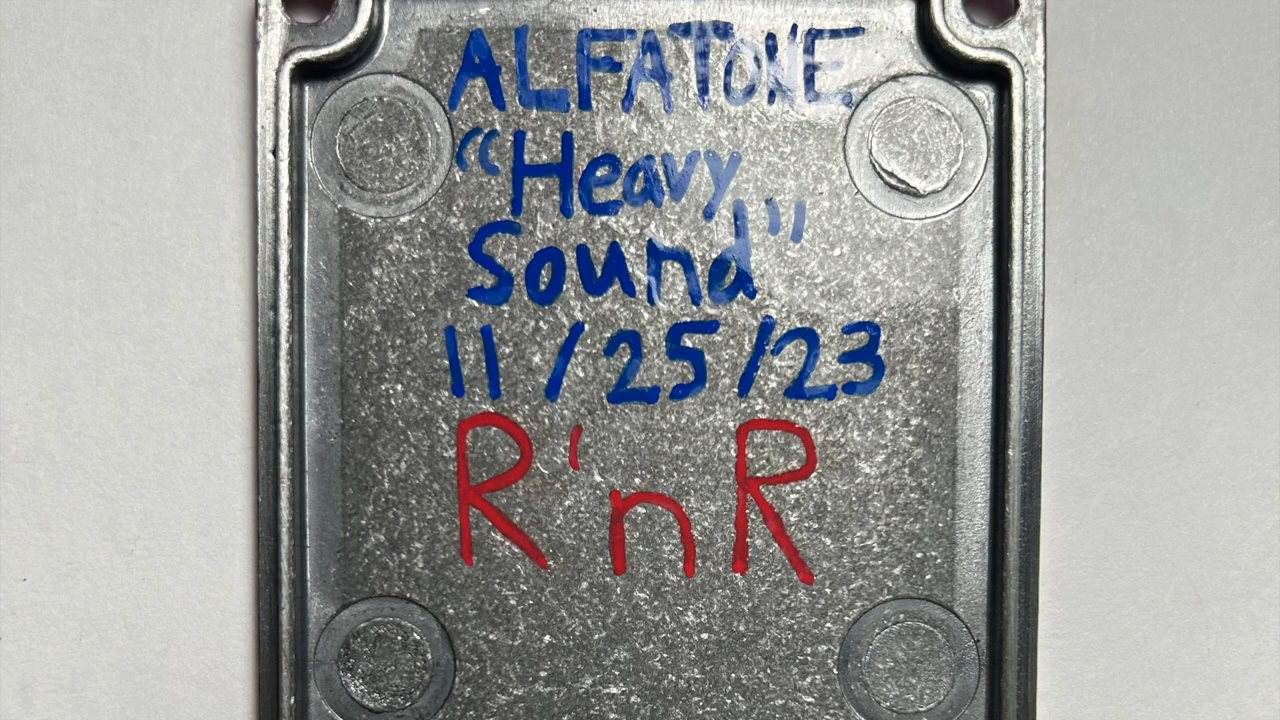 ALFATONE
“Heavy
Sound”
11/25/23
R‘nR